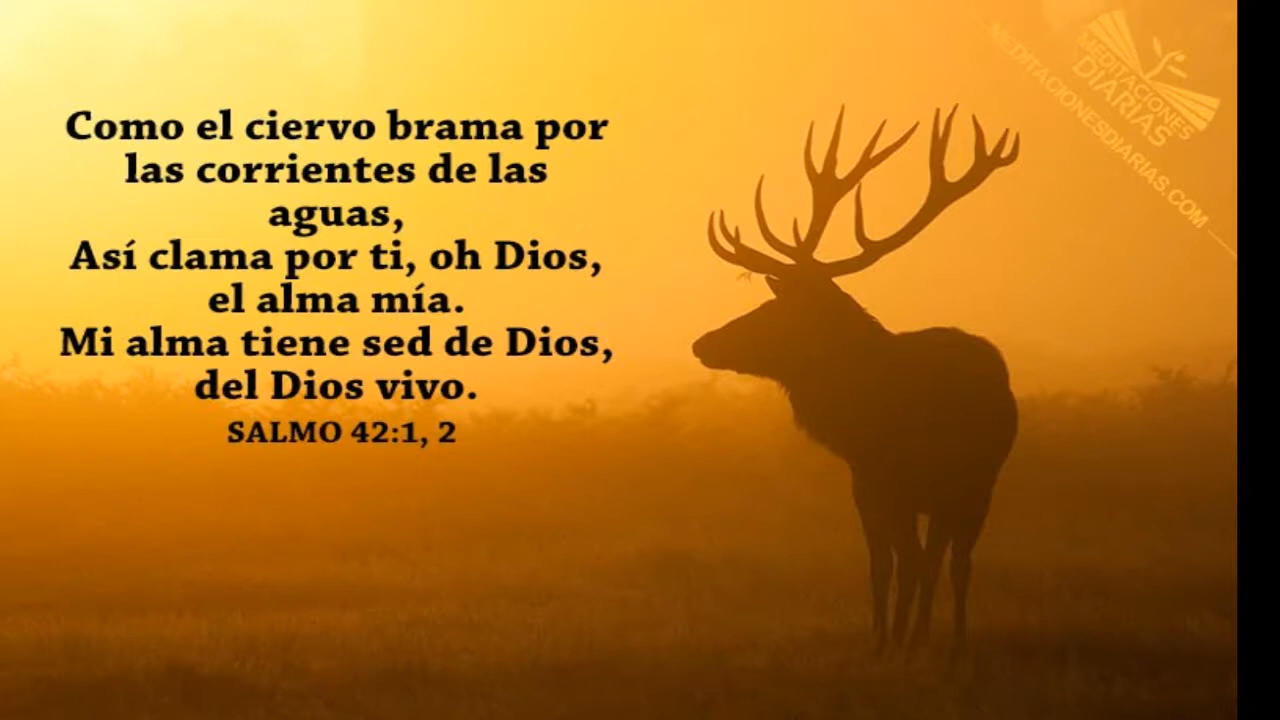 Como el ciervo brama por
las corrientes de las
aguas,
Así clama por ti, oh Dios,
el alma mía.
Mi alma tiene sed de Dios,
del Dios vivo.
SALMO 42:1, 2
MEDITACIONES
DIARIAS
MEDITACIONESDIARIAS.COM